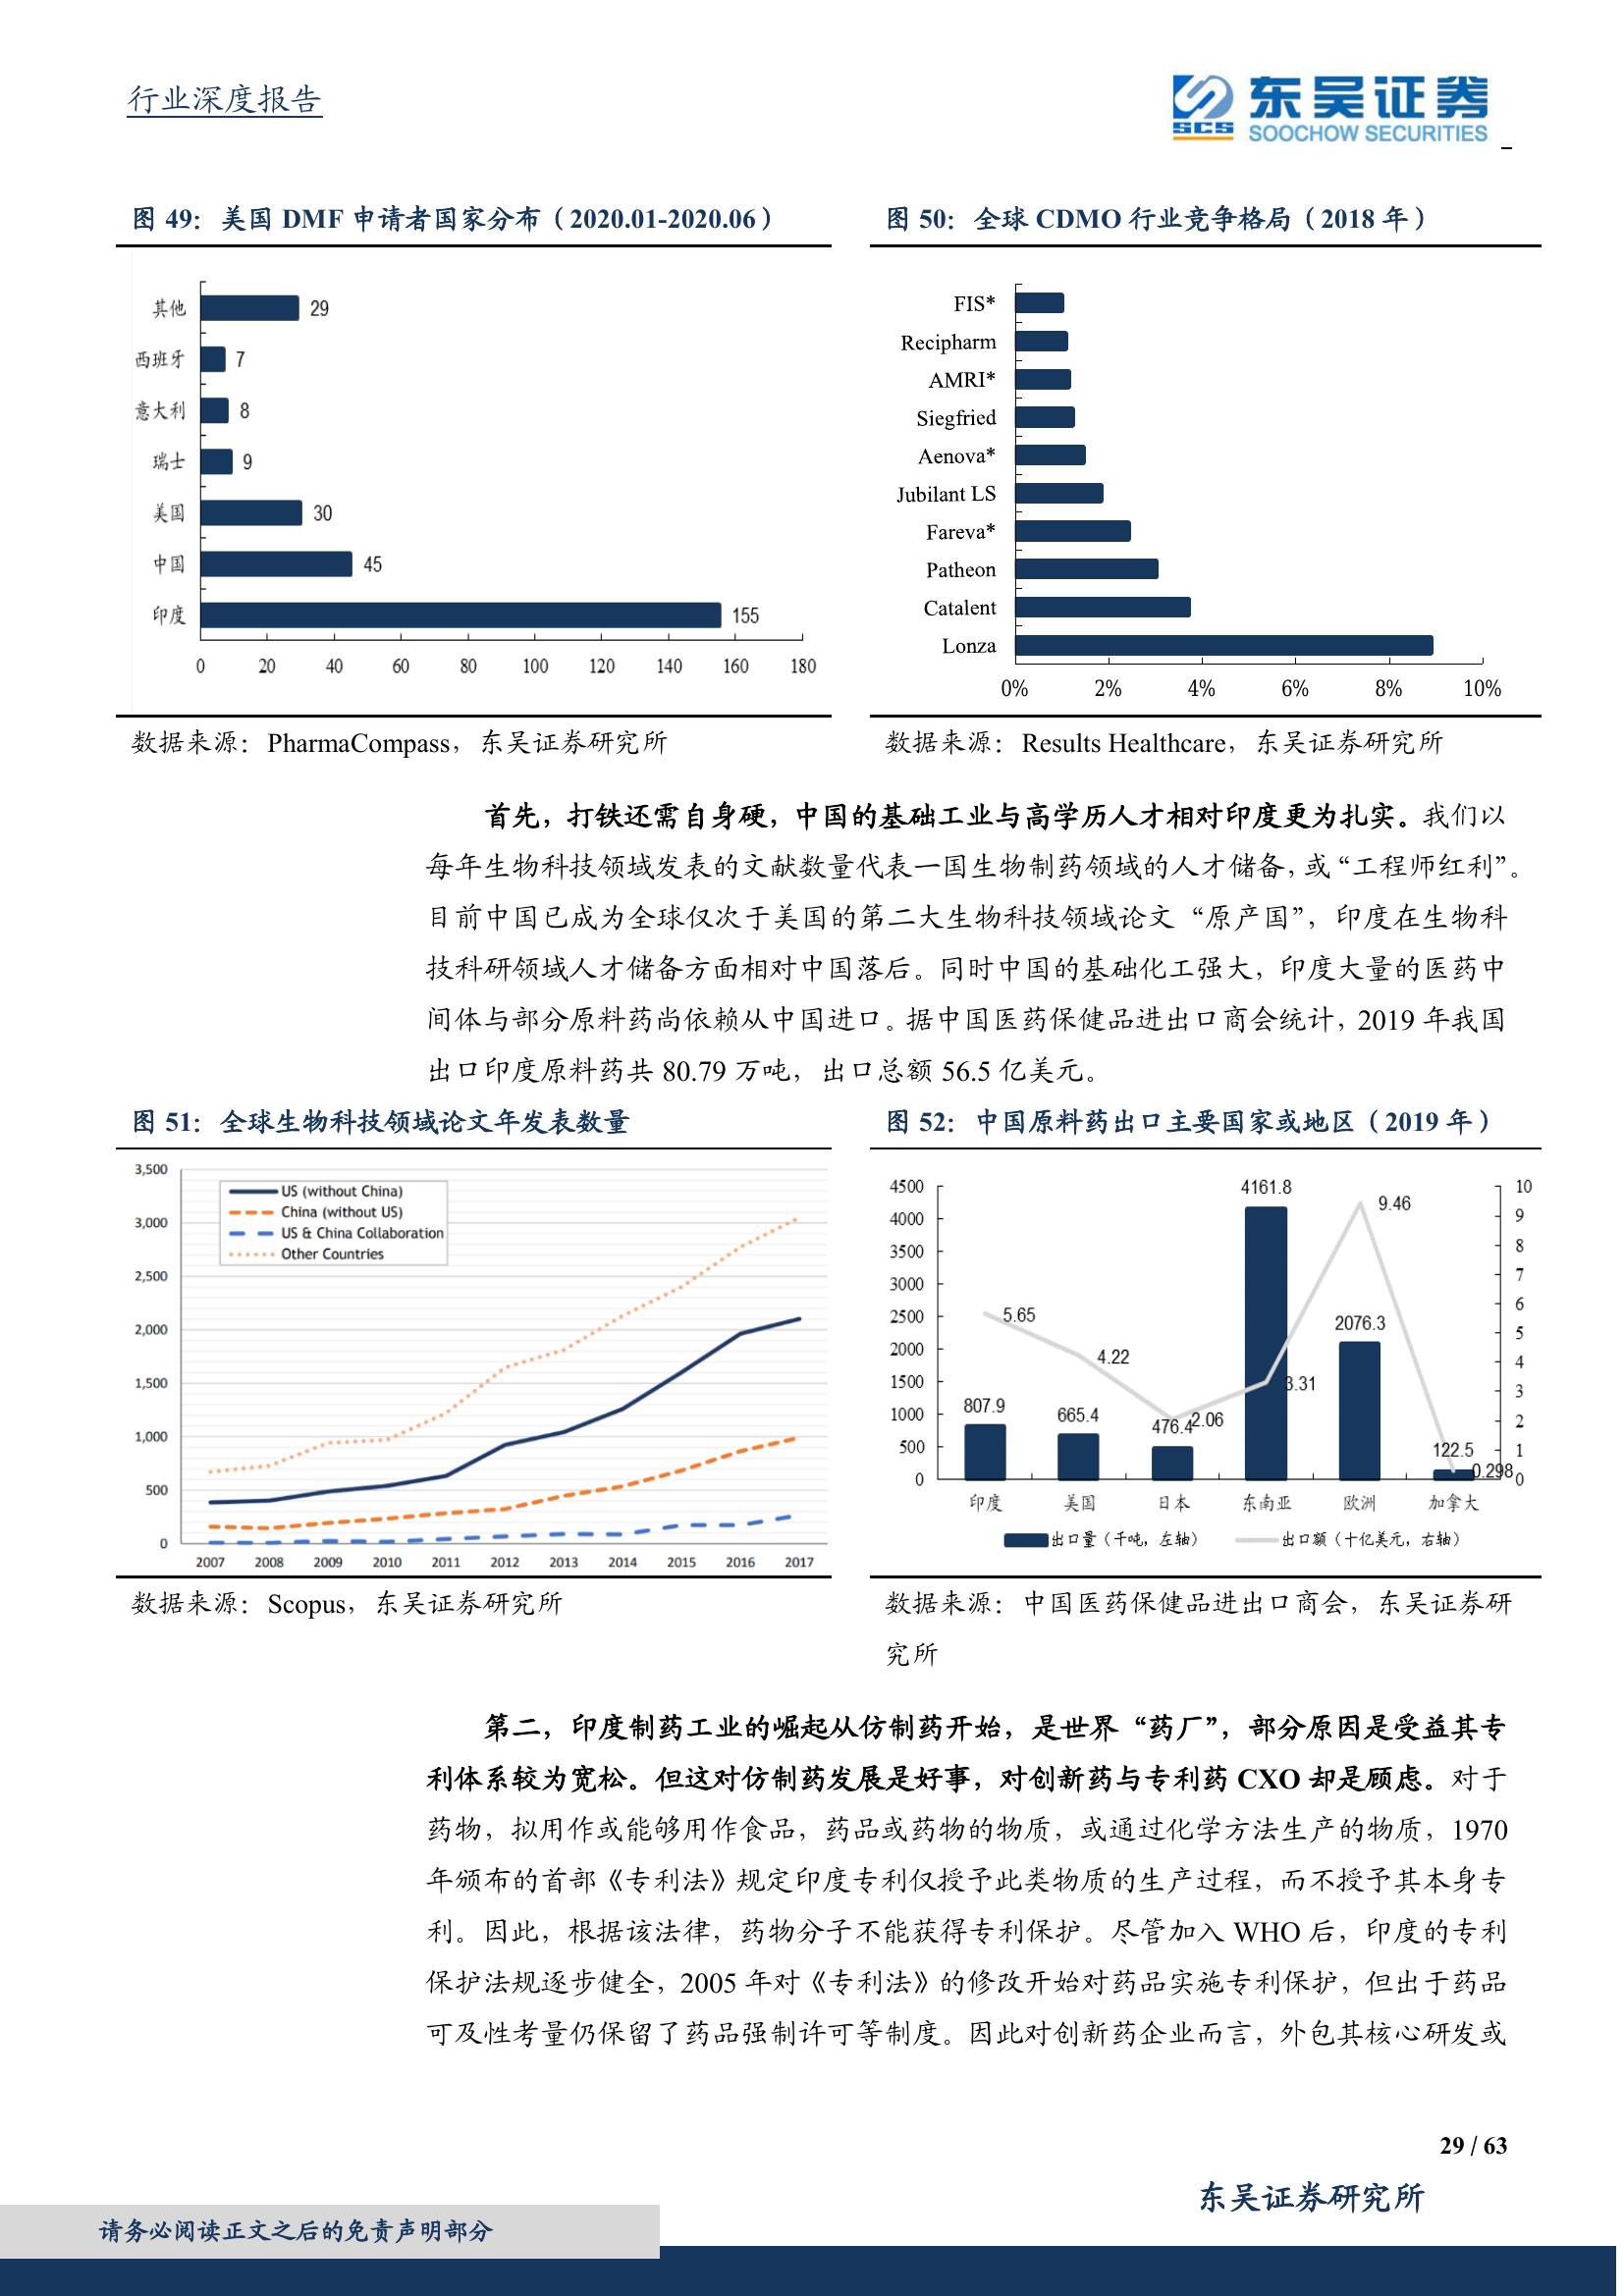 行业深度报告
SCS
东吴证券
SOOCHOW SECURITIES
图 49：美国 DMF 申请者国家分布（2020.01-2020.06）
其他 29
西班牙 7
意大利 8
瑞士 9
美国 30
中国 45
印度 155
0 20 40 60 80 100 120 140 160 180
数据来源：PharmaCompass，东吴证券研究所
图 50：全球 CDMO 行业竞争格局（2018 年）
FIS*
Recipharm
AMRI*
Siegfried
Aenova*
Jubilant LS
Fareva*
Patheon
Catalent
Lonza
0% 2% 4% 6% 8% 10%
数据来源：Results Healthcare，东吴证券研究所
首先，打铁还需自身硬，中国的基础工业与高学历人才相对印度更为扎实。我们以
每年生物科技领域发表的文献数量代表一国生物制药领域的人才储备，或“工程师红利”。
目前中国已成为全球仅次于美国的第二大生物科技领域论文“原产国”，印度在生物科
技科研领域人才储备方面相对中国落后。同时中国的基础化工强大，印度大量的医药中
间体与部分原料药尚依赖从中国进口。据中国医药保健品进出口商会统计，2019 年我国
出口印度原料药共 80.79 万吨，出口总额 56.5 亿美元。
图 51：全球生物科技领域论文年发表数量
3,500
3,000
2,500
2,000
1,500
1,000
500
0
US (without China)
China (without US)
US & China Collaboration
Other Countries
2007 2008 2009 2010 2011 2012 2013 2014 2015 2016 2017
数据来源：Scopus，东吴证券研究所
图 52：中国原料药出口主要国家或地区（2019 年）
4500
4000
3500
3000
2500
2000
1500
1000
500
0
807.9 665.4 476.4 4161.8 2076.3 122.5
5.65 4.22 2.06 3.31 9.46 0.298
10
9
8
7
6
5
4
3
2
1
0
印度 美国 日本 东南亚 欧洲 加拿大
出口量（千吨，左轴） 出口额（十亿美元，右轴）
数据来源：中国医药保健品进出口商会，东吴证券研
究所
第二，印度制药工业的崛起从仿制药开始，是世界“药厂”，部分原因是受益其专
利体系较为宽松。但这对仿制药发展是好事，对创新药与专利药 CXO 却是顾虑。对于
药物，拟用作或能够用作食品，药品或药物的物质，或通过化学方法生产的物质，1970
年颁布的首部《专利法》规定印度专利仅授予此类物质的生产过程，而不授予其本身专
利。因此，根据该法律，药物分子不能获得专利保护。尽管加入 WHO 后，印度的专利
保护法规逐步健全，2005 年对《专利法》的修改开始对药品实施专利保护，但出于药品
可及性考量仍保留了药品强制许可等制度。因此对创新药企业而言，外包其核心研发或
29 / 63
东吴证券研究所
请务必阅读正文之后的免责声明部分